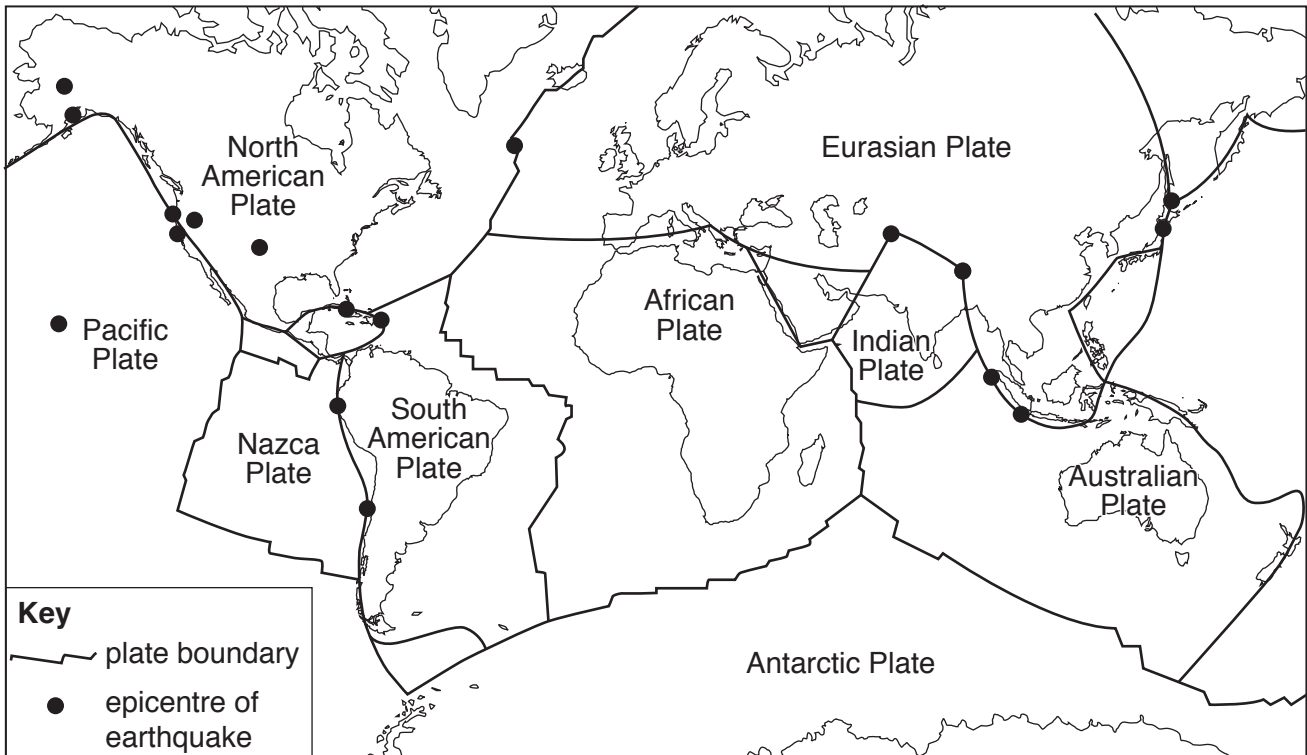 North
American
Plate
Eurasian Plate
Pacific
Plate
African
Plate
Indian
Plate
Nazca
Plate
South
American
Plate
Australian
Plate
Antarctic Plate
Key
plate boundary
epicentre of
earthquake